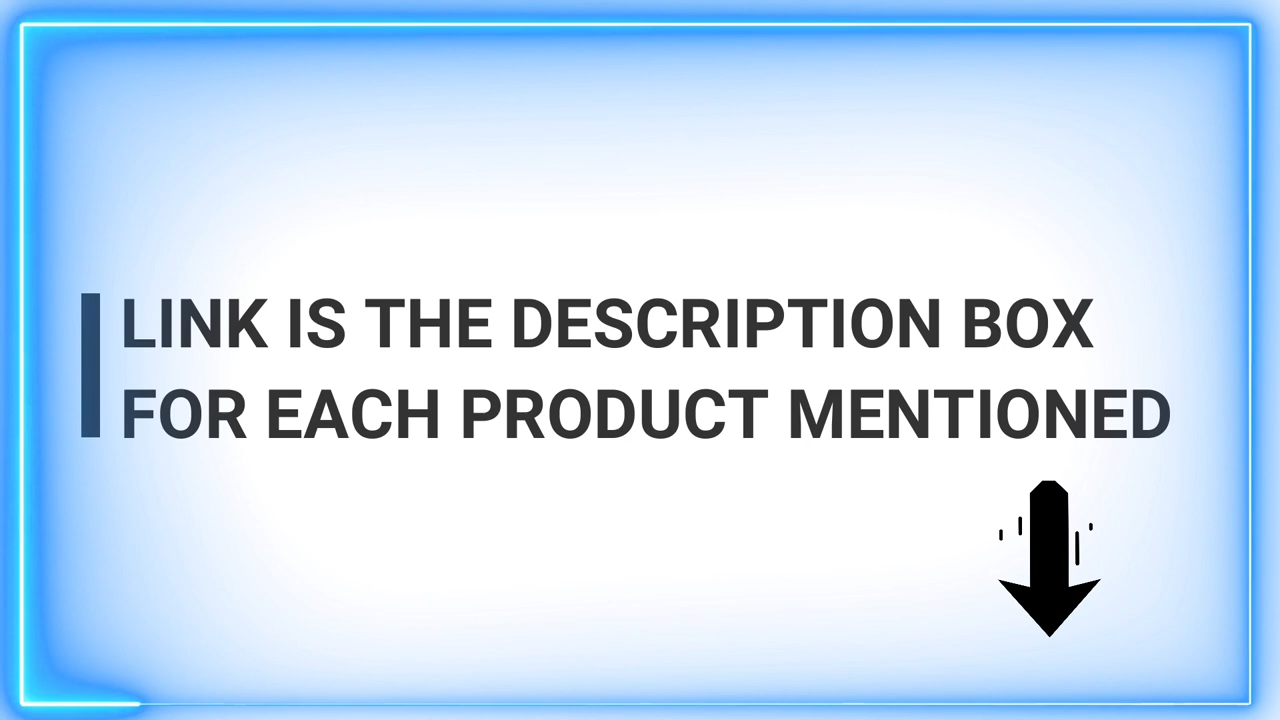 LINK IS THE DESCRIPTION BOX
FOR EACH PRODUCT MENTIONED